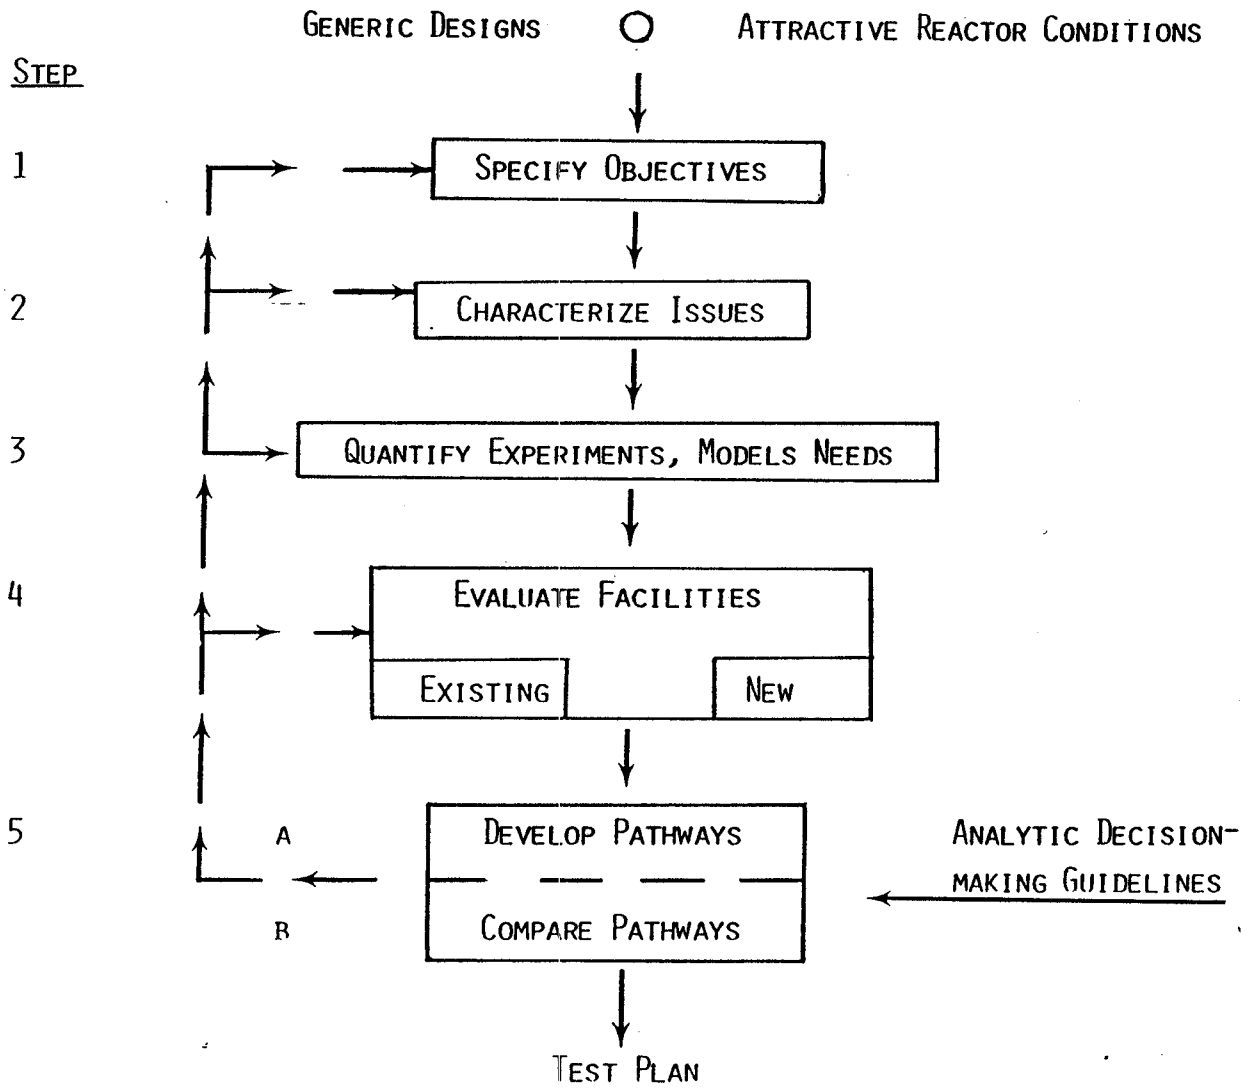 GENERIC DESIGNS ATTRACTIVE REACTOR CONDITIONS
STEP
1 SPECIFY OBJECTIVES
2 CHARACTERIZE ISSUES
3 QUANTIFY EXPERIMENTS, MODELS NEEDS
4 EVALUATE FACILITIES
EXISTING NEW
5 A DEVELOP PATHWAYS ANALYTIC DECISION-
MAKING GUIDELINES
B COMPARE PATHWAYS
TEST PLAN